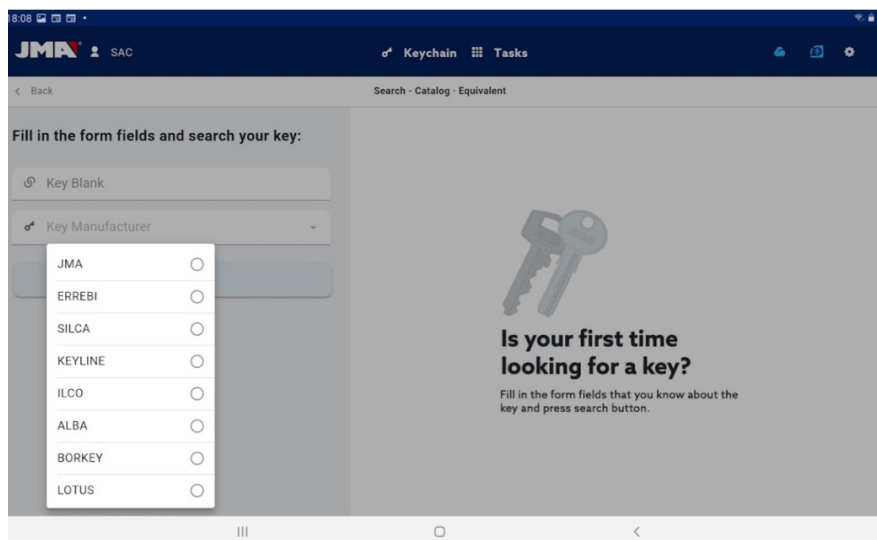 18:08
JMA SAC
Keychain Tasks
Back
Search - Catalog - Equivalent
Fill in the form fields and search your key:
Key Blank
Key Manufacturer
JMA
ERREBI
SILCA
KEYLINE
ILCO
ALBA
BORKEY
LOTUS
Is your first time
looking for a key?
Fill in the form fields that you know about the
key and press search button.